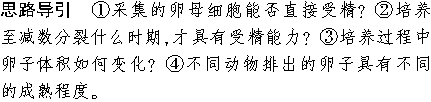 思路导引 ①采集的卵母细胞能否直接受精？②培养
至减数分裂什么时期,才具有受精能力？③培养过程中
卵子体积如何变化？④不同动物排出的卵子具有不同
的成熟程度。